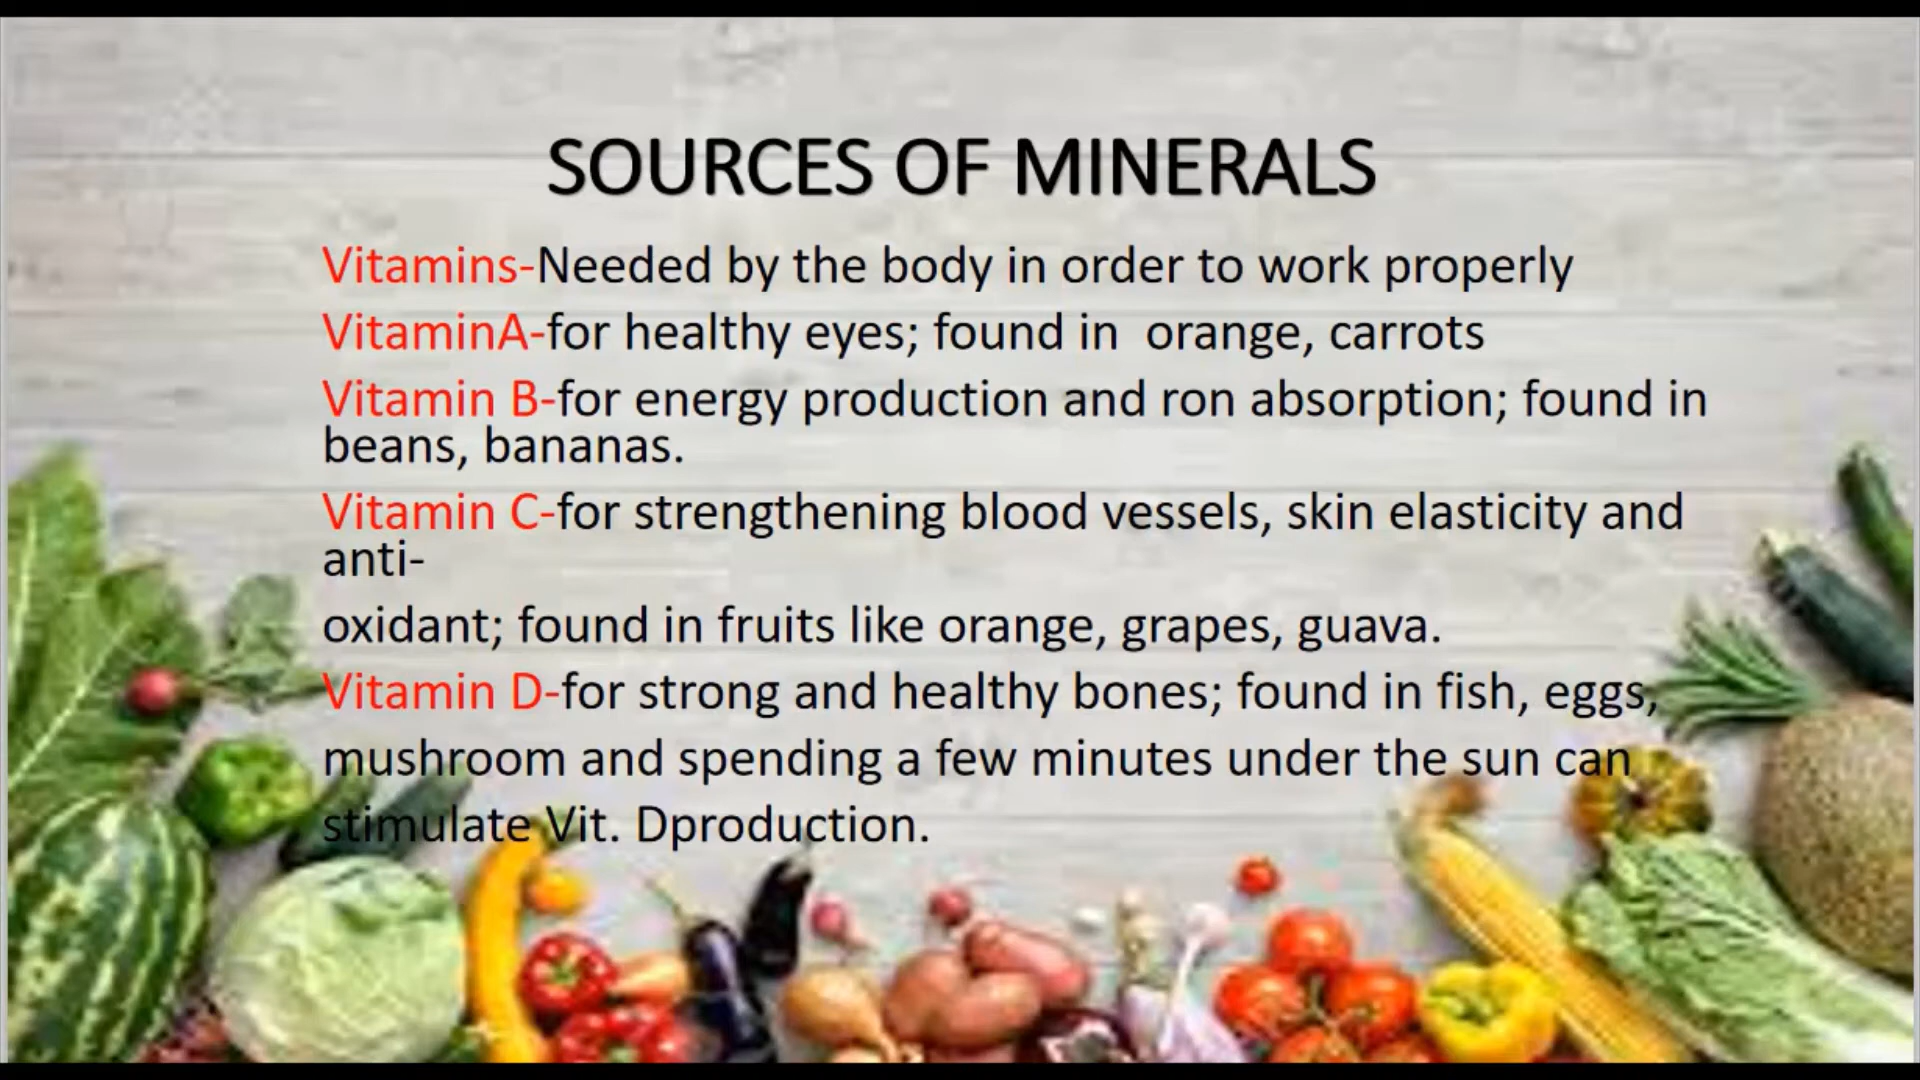 SOURCES OF MINERALS
Vitamins-Needed by the body in order to work properly
VitaminA-for healthy eyes; found in  orange, carrots
Vitamin B-for energy production and ron absorption; found in
beans, bananas.
Vitamin C-for strengthening blood vessels, skin elasticity and
anti-
oxidant; found in fruits like orange, grapes, guava.
Vitamin D-for strong and healthy bones; found in fish, eggs,
mushroom and spending a few minutes under the sun can
stimulate Vit. Dproduction.